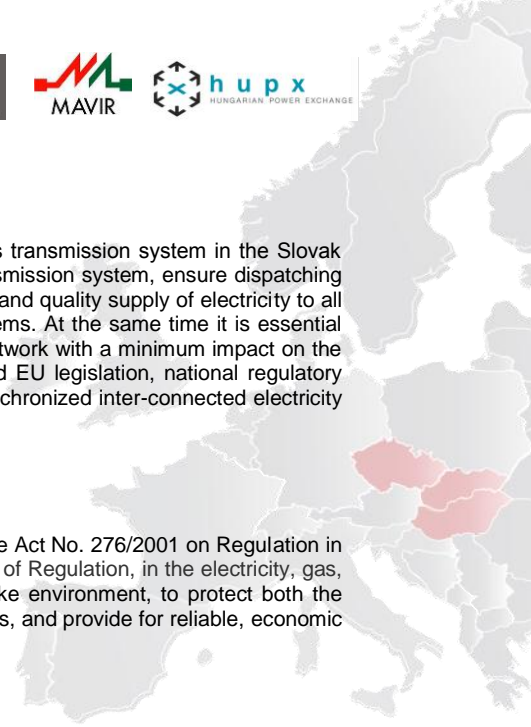 MAVIR
hupx
HUNGARIAN POWER EXCHANGE
s transmission system in the Slovak
smission system, ensure dispatching
and quality supply of electricity to all
ems. At the same time it is essential
twork with a minimum impact on the
d EU legislation, national regulatory
chronized inter-connected electricity
e Act No. 276/2001 on Regulation in
of Regulation, in the electricity, gas,
ke environment, to protect both the
s, and provide for reliable, economic